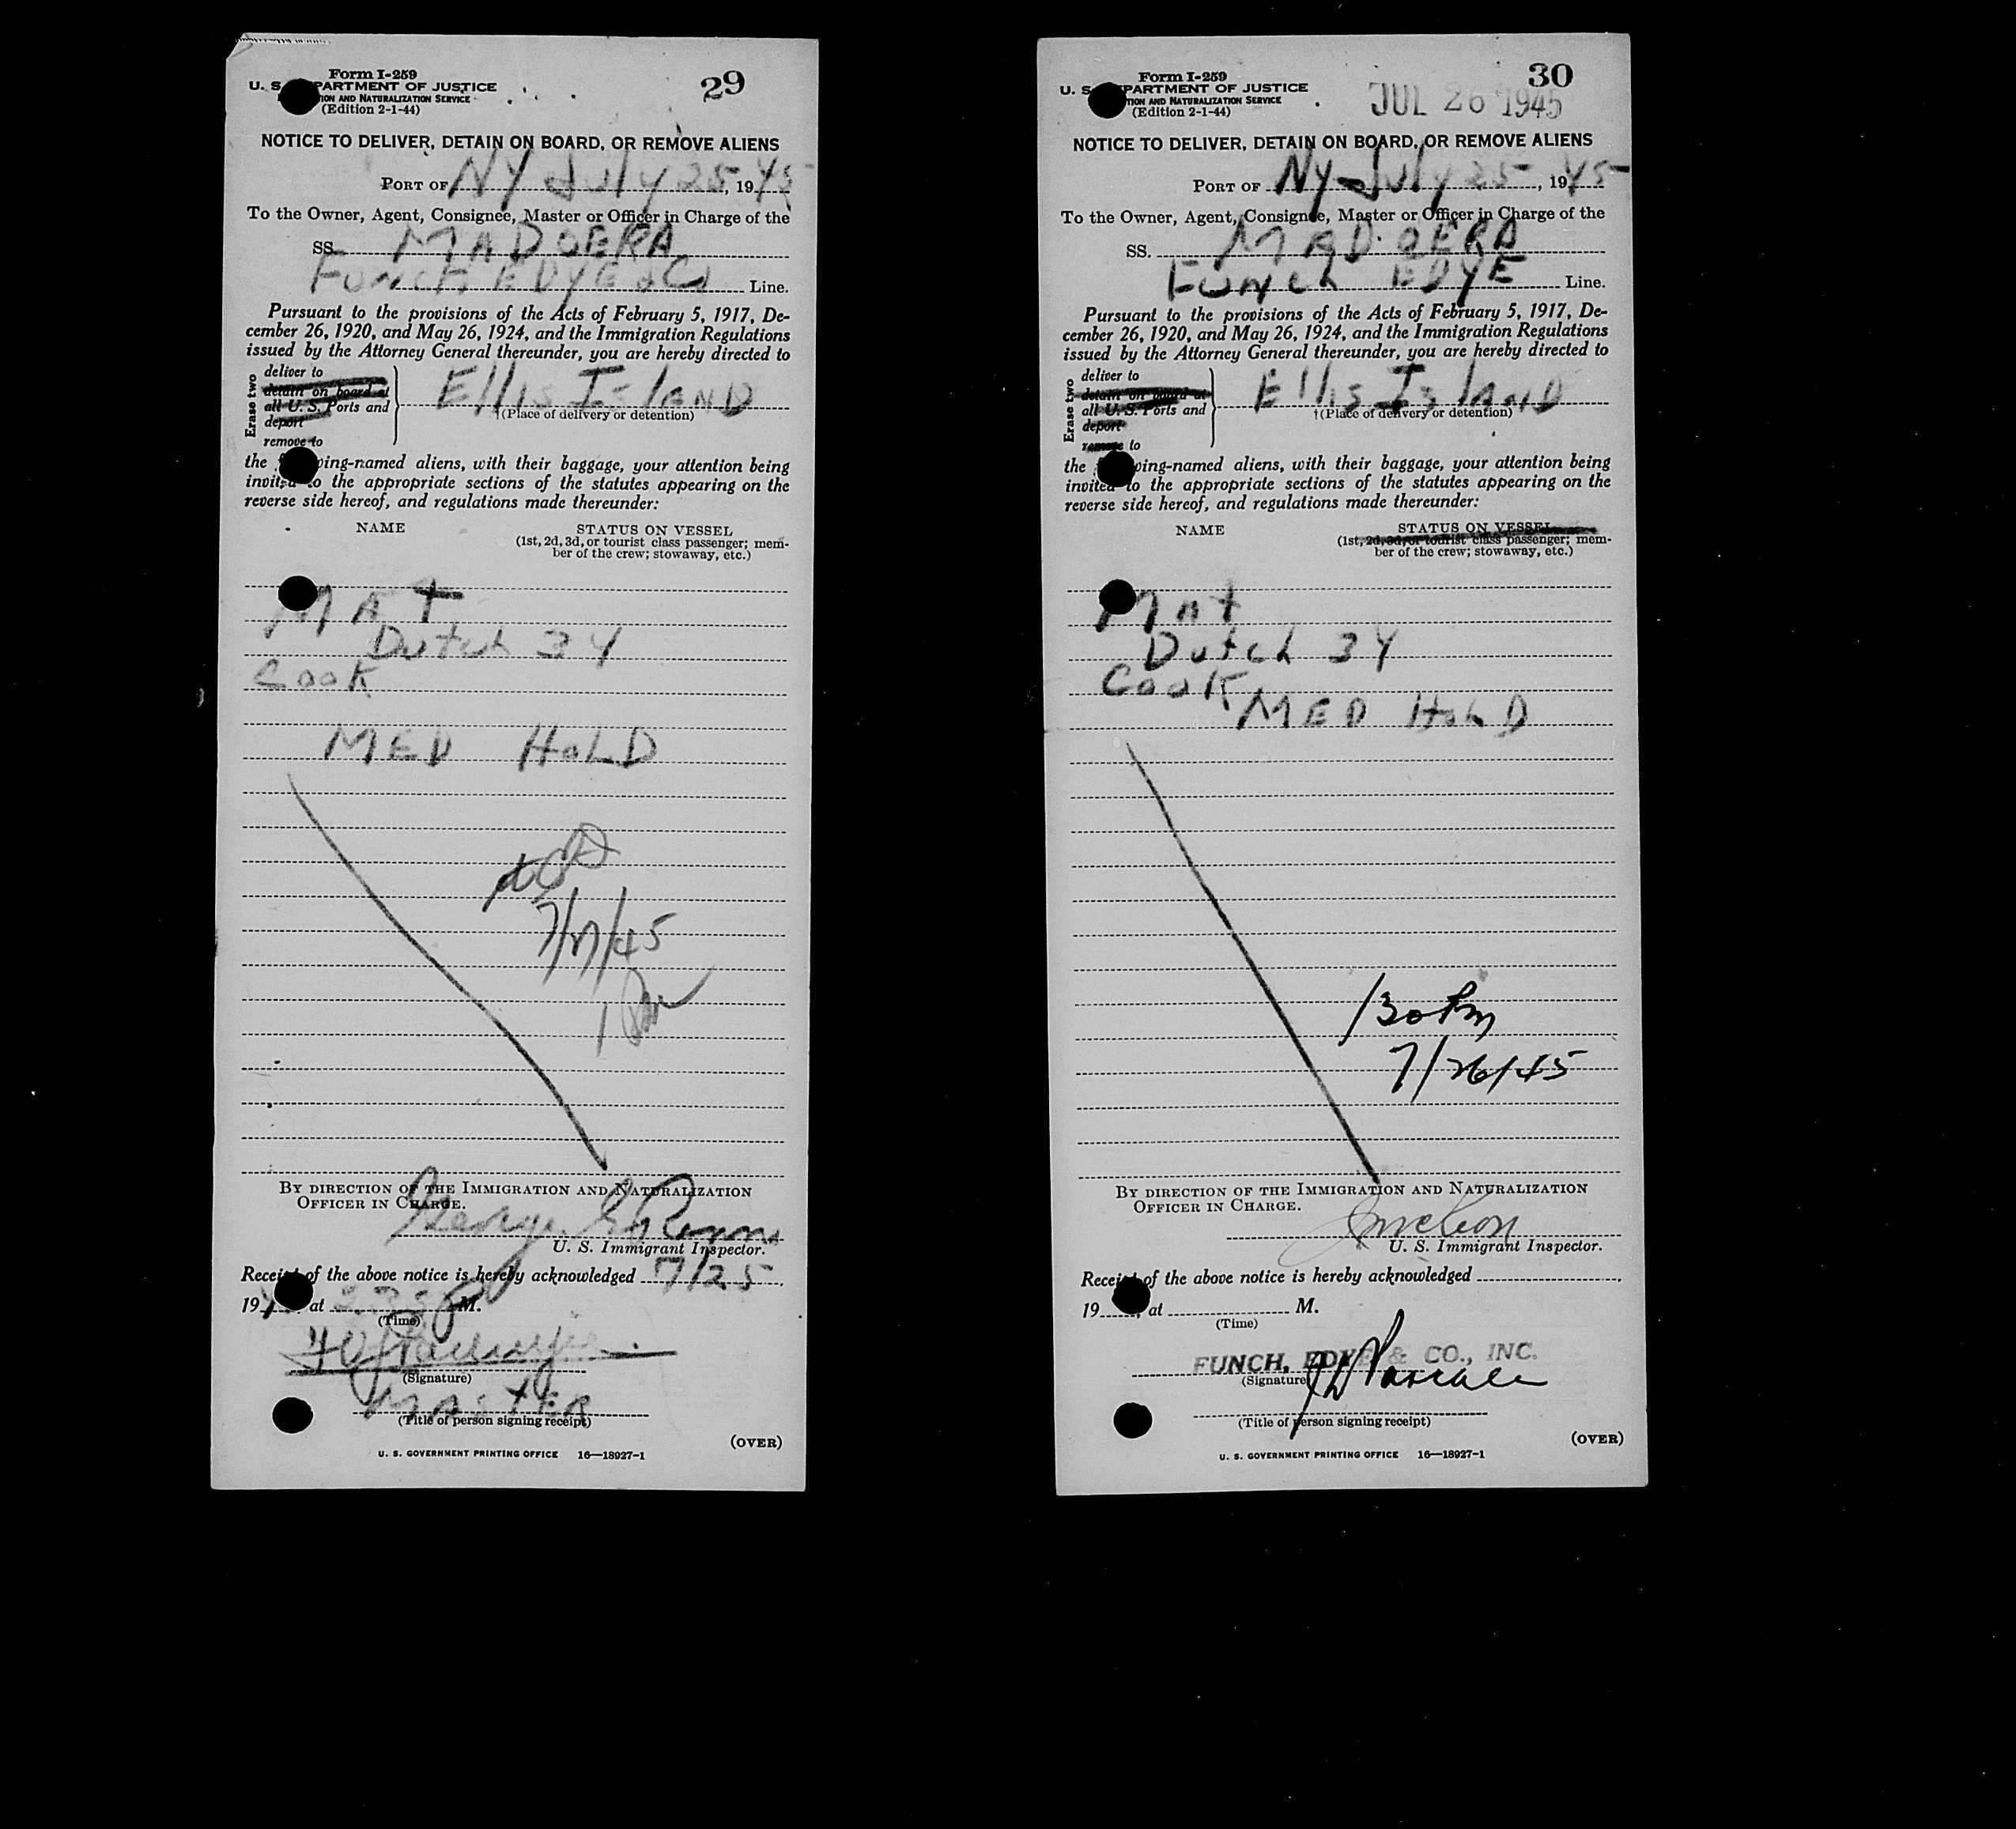 Form I-259
29
U. S. DEPARTMENT OF JUSTICE
ION AND NATURALIZATION SERVICE
(Edition 2-1-44)
NOTICE TO DELIVER, DETAIN ON BOARD, OR REMOVE ALIENS
PORT OF NY July 25, 1945
To the Owner, Agent, Consignee, Master or Officer in Charge of the
SS. MADOERA
FUNCH EDYE & Co Line.
Pursuant to the provisions of the Acts of February 5, 1917, De-
cember 26, 1920, and May 26, 1924, and the Immigration Regulations
issued by the Attorney General thereunder, you are hereby directed to
Erase two
deliver to
detain on board at
all U. S. Ports and
deport
remove to
Ellis ISLAND
†(Place of delivery or detention)
the following-named aliens, with their baggage, your attention being
invited to the appropriate sections of the statutes appearing on the
reverse side hereof, and regulations made thereunder:
NAME STATUS ON VESSEL
(1st, 2d, 3d, or tourist class passenger; mem-
ber of the crew; stowaway, etc.)
MAT
Dutch 34
Cook
MED HOLD
BY DIRECTION OF THE IMMIGRATION AND NATURALIZATION
OFFICER IN CHARGE.
George
U. S. Immigrant Inspector.
Receipt of the above notice is hereby acknowledged 7/25,
19 at M.
(Time)
(Signature)
MASTER
(Title of person signing receipt)
(OVER)
U. S. GOVERNMENT PRINTING OFFICE 16—18927-1
Form I-259
30
U. S. DEPARTMENT OF JUSTICE
ION AND NATURALIZATION SERVICE
(Edition 2-1-44)
JUL 26 1945
NOTICE TO DELIVER, DETAIN ON BOARD, OR REMOVE ALIENS
PORT OF NY July 25, 1945
To the Owner, Agent, Consignee, Master or Officer in Charge of the
SS. MADOERA
FUNCH EDYE Line.
Pursuant to the provisions of the Acts of February 5, 1917, De-
cember 26, 1920, and May 26, 1924, and the Immigration Regulations
issued by the Attorney General thereunder, you are hereby directed to
Erase two
deliver to
detain on board at
all U. S. Ports and
deport
remove to
Ellis ISLAND
†(Place of delivery or detention)
the following-named aliens, with their baggage, your attention being
invited to the appropriate sections of the statutes appearing on the
reverse side hereof, and regulations made thereunder:
NAME STATUS ON VESSEL
(1st, 2d, 3d, or tourist class passenger; mem-
ber of the crew; stowaway, etc.)
Mat
Dutch 34
Cook
MED HOLD
130 Pm
7/26/45
BY DIRECTION OF THE IMMIGRATION AND NATURALIZATION
OFFICER IN CHARGE.
U. S. Immigrant Inspector.
Receipt of the above notice is hereby acknowledged ,
19 , at M.
(Time)
FUNCH, EDYE & CO., INC.
(Signature)
(Title of person signing receipt)
(OVER)
U. S. GOVERNMENT PRINTING OFFICE 16—18927-1